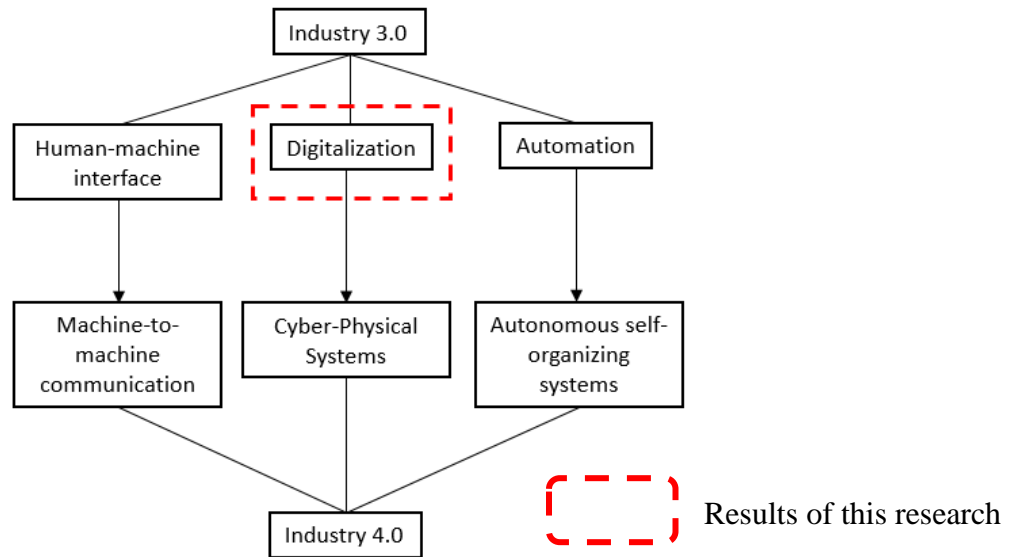 Industry 3.0
Human-machine
interface
Digitalization
Automation
Machine-to-
machine
communication
Cyber-Physical
Systems
Autonomous self-
organizing
systems
Industry 4.0
Results of this research